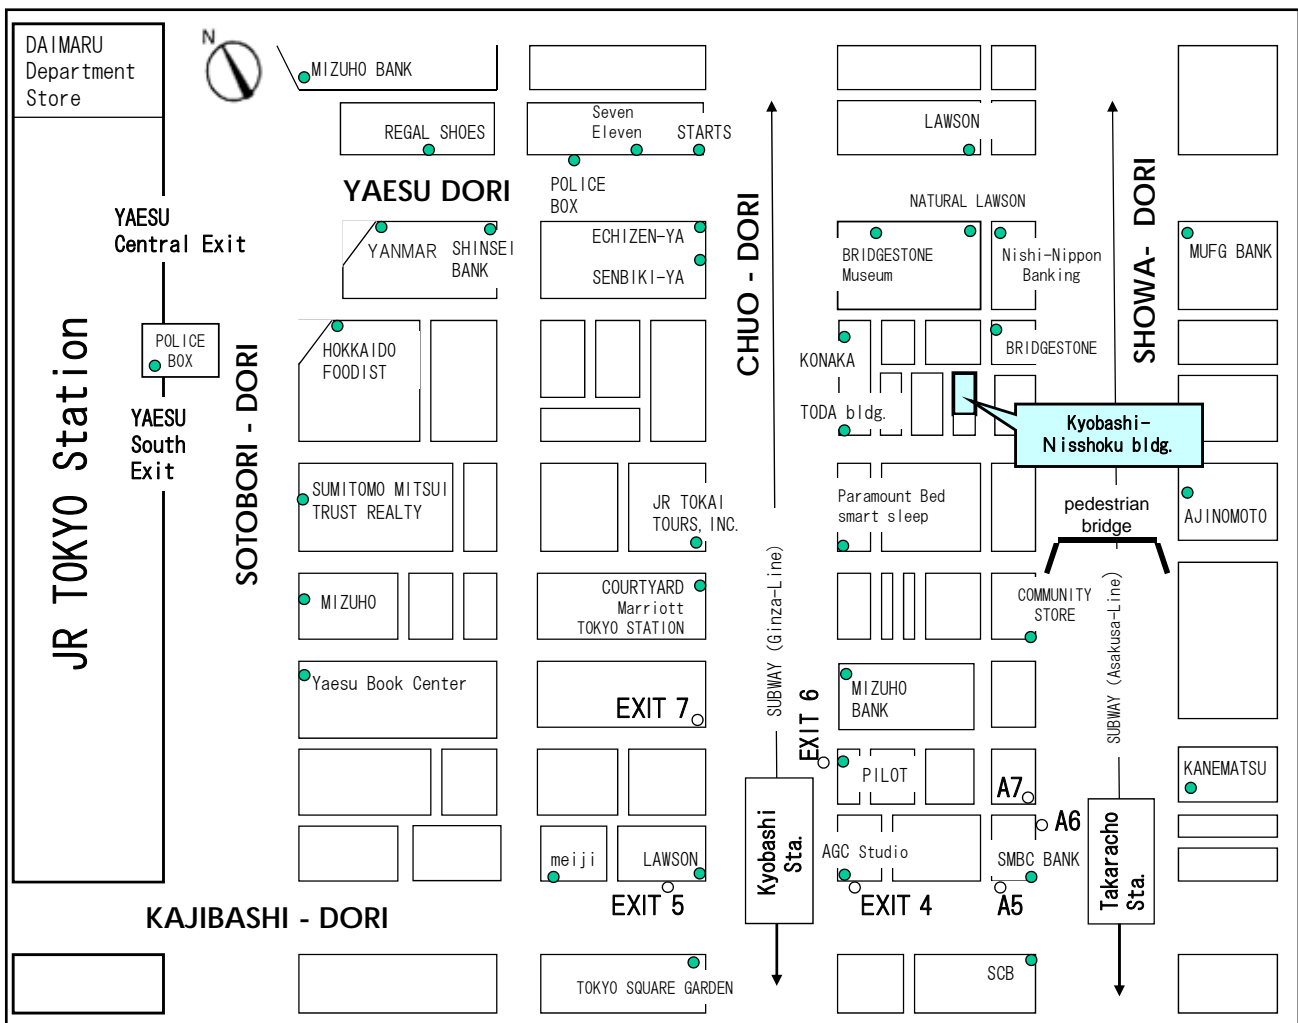 DAIMARU
Department
Store
N
MIZUHO BANK
REGAL SHOES
Seven
Eleven
STARTS
LAWSON
YAESU DORI
POLICE
BOX
NATURAL LAWSON
YAESU
Central Exit
YANMAR
SHINSEI
BANK
ECHIZEN-YA
SENBIKI-YA
CHUO - DORI
BRIDGESTONE
Museum
Nishi-Nippon
Banking
SHOWA- DORI
MUFG BANK
JR TOKYO Station
POLICE
BOX
SOTOBORI - DORI
HOKKAIDO
FOODIST
KONAKA
BRIDGESTONE
YAESU
South
Exit
TODA bldg.
Kyobashi-
Nisshoku bldg.
SUMITOMO MITSUI
TRUST REALTY
JR TOKAI
TOURS, INC.
Paramount Bed
smart sleep
pedestrian
bridge
AJINOMOTO
MIZUHO
COURTYARD
Marriott
TOKYO STATION
SUBWAY (Ginza-Line)
COMMUNITY
STORE
SUBWAY (Asakusa-Line)
Yaesu Book Center
EXIT 7
EXIT 6
MIZUHO
BANK
PILOT
A7
KANEMATSU
meiji
LAWSON
Kyobashi
Sta.
AGC Studio
SMBC BANK
A6
Takaracho
Sta.
EXIT 5
EXIT 4
A5
KAJIBASHI - DORI
TOKYO SQUARE GARDEN
SCB